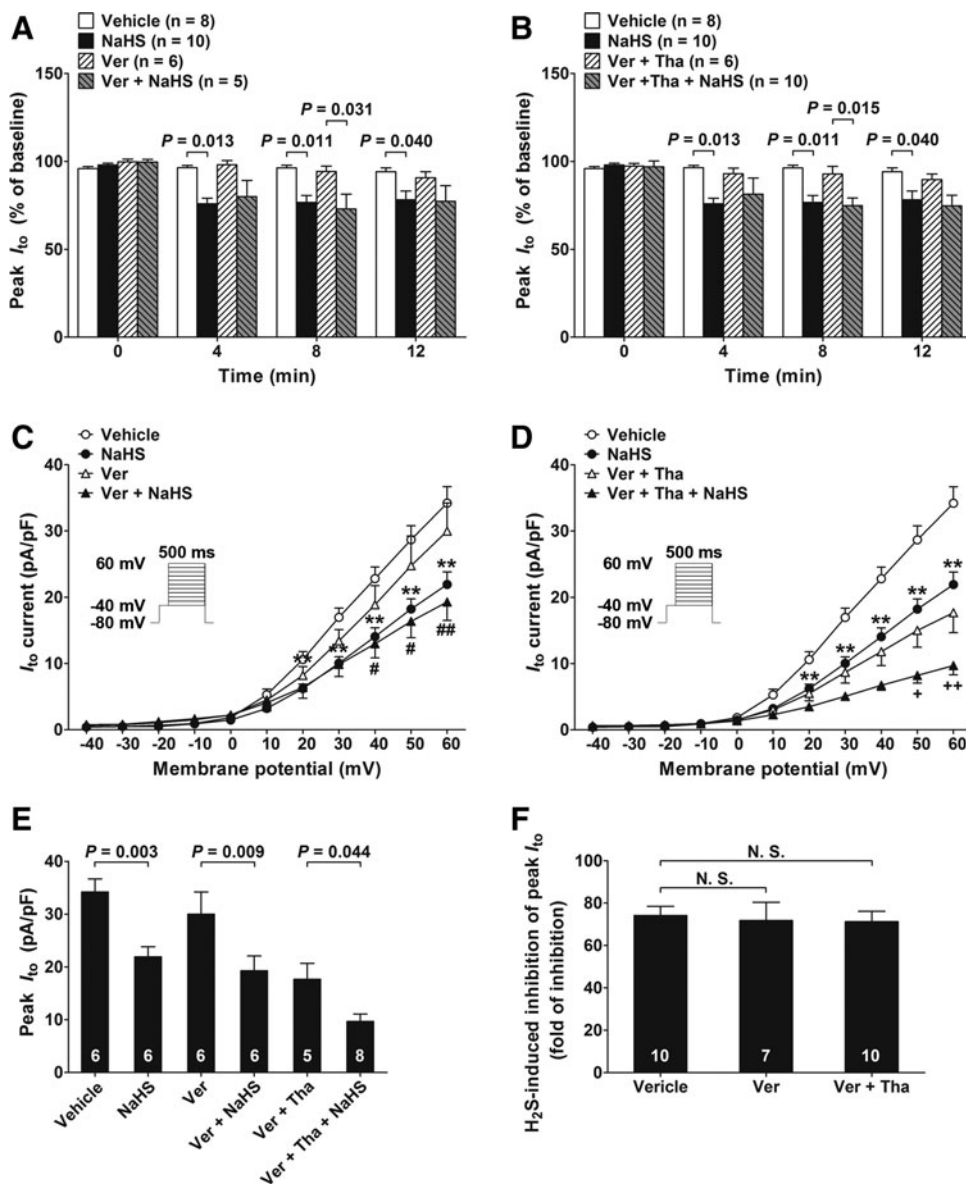 A
Vehicle (n = 8)
NaHS (n = 10)
Ver (n = 6)
Ver + NaHS (n = 5)
Peak Ito (% of baseline)
150
100
50
0
P = 0.013
P = 0.011
P = 0.031
P = 0.040
0 4 8 12
Time (min)
B
Vehicle (n = 8)
NaHS (n = 10)
Ver + Tha (n = 6)
Ver +Tha + NaHS (n = 10)
Peak Ito (% of baseline)
150
100
50
0
P = 0.013
P = 0.011
P = 0.015
P = 0.040
0 4 8 12
Time (min)
C
Vehicle
NaHS
Ver
Ver + NaHS
Ito current (pA/pF)
40
30
20
10
0
500 ms
60 mV
-40 mV
-80 mV
** ** ** ** **
# # ##
-40 -30 -20 -10 0 10 20 30 40 50 60
Membrane potential (mV)
D
Vehicle
NaHS
Ver + Tha
Ver + Tha + NaHS
Ito current (pA/pF)
40
30
20
10
0
500 ms
60 mV
-40 mV
-80 mV
** ** ** ** **
+ ++
-40 -30 -20 -10 0 10 20 30 40 50 60
Membrane potential (mV)
E
Peak Ito (pA/pF)
40
30
20
10
0
P = 0.003
P = 0.009
P = 0.044
6 6 6 6 5 8
Vehicle
NaHS
Ver
Ver + NaHS
Ver + Tha
Ver + Tha + NaHS
F
H2S-induced inhibition of peak Ito
(fold of inhibition)
100
80
60
40
20
0
N. S.
N. S.
10 7 10
Vericle Ver Ver + Tha